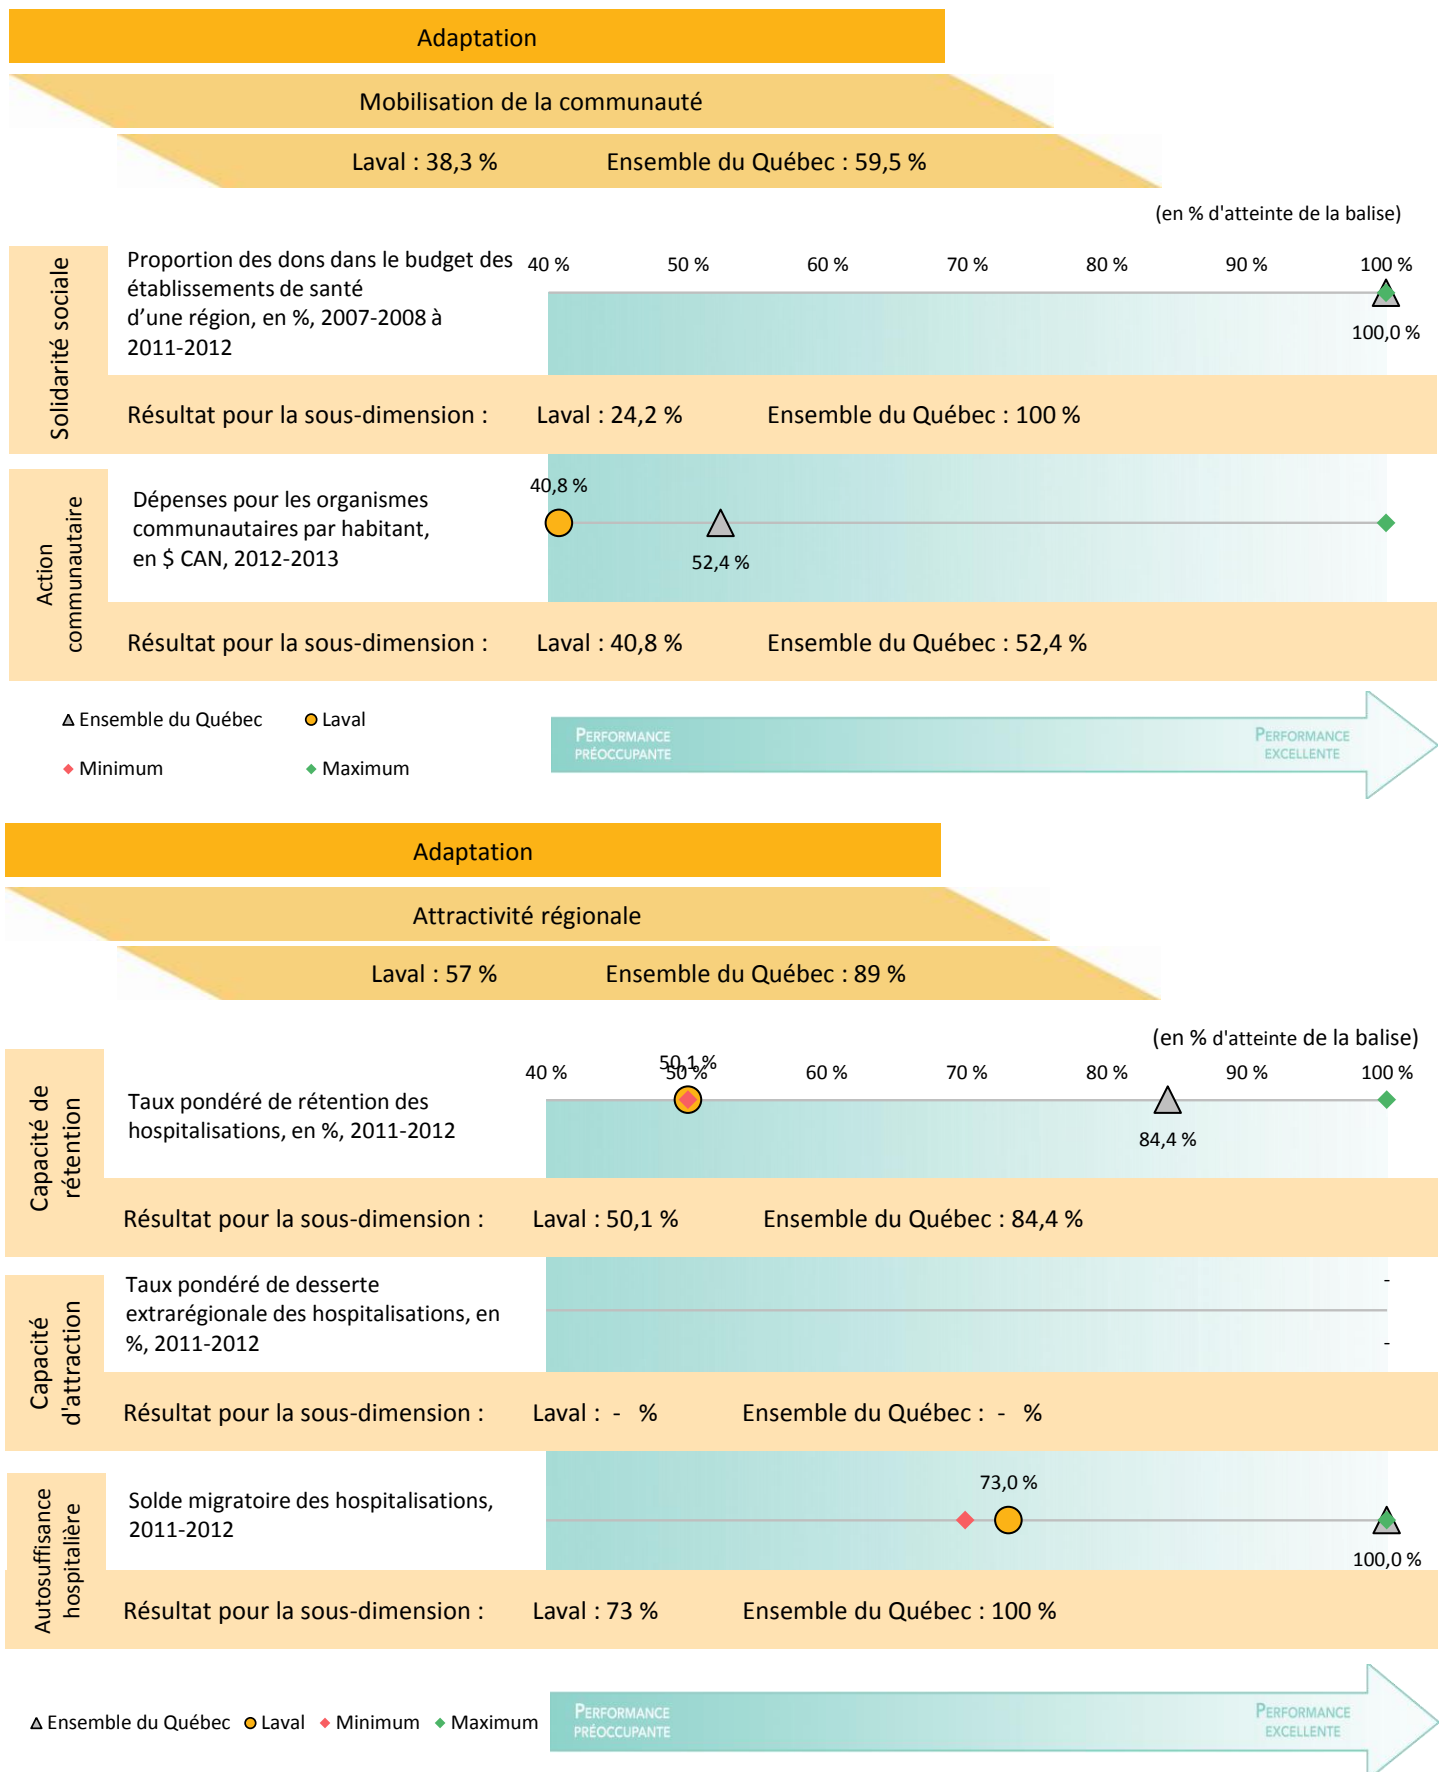 Adaptation
Mobilisation de la communauté
Laval : 38,3 % Ensemble du Québec : 59,5 %
(en % d'atteinte de la balise)
Solidarité sociale
Proportion des dons dans le budget des
établissements de santé
d’une région, en %, 2007-2008 à
2011-2012
40 % 50 % 60 % 70 % 80 % 90 % 100 %
100,0 %
Résultat pour la sous-dimension : Laval : 24,2 % Ensemble du Québec : 100 %
Action
communautaire
Dépenses pour les organismes
communautaires par habitant,
en $ CAN, 2012-2013
40,8 %
52,4 %
Résultat pour la sous-dimension : Laval : 40,8 % Ensemble du Québec : 52,4 %
Ensemble du Québec Laval
Minimum Maximum
PERFORMANCE
PRÉOCCUPANTE
PERFORMANCE
EXCELLENTE
Adaptation
Attractivité régionale
Laval : 57 % Ensemble du Québec : 89 %
(en % d'atteinte de la balise)
Capacité de
rétention
Taux pondéré de rétention des
hospitalisations, en %, 2011-2012
40 % 50 % 60 % 70 % 80 % 90 % 100 %
50,1 %
84,4 %
Résultat pour la sous-dimension : Laval : 50,1 % Ensemble du Québec : 84,4 %
Capacité
d'attraction
Taux pondéré de desserte
extrarégionale des hospitalisations, en
%, 2011-2012
-
-
Résultat pour la sous-dimension : Laval : - % Ensemble du Québec : - %
Autosuffisance
hospitalière
Solde migratoire des hospitalisations,
2011-2012
73,0 %
100,0 %
Résultat pour la sous-dimension : Laval : 73 % Ensemble du Québec : 100 %
Ensemble du Québec Laval Minimum Maximum
PERFORMANCE
PRÉOCCUPANTE
PERFORMANCE
EXCELLENTE